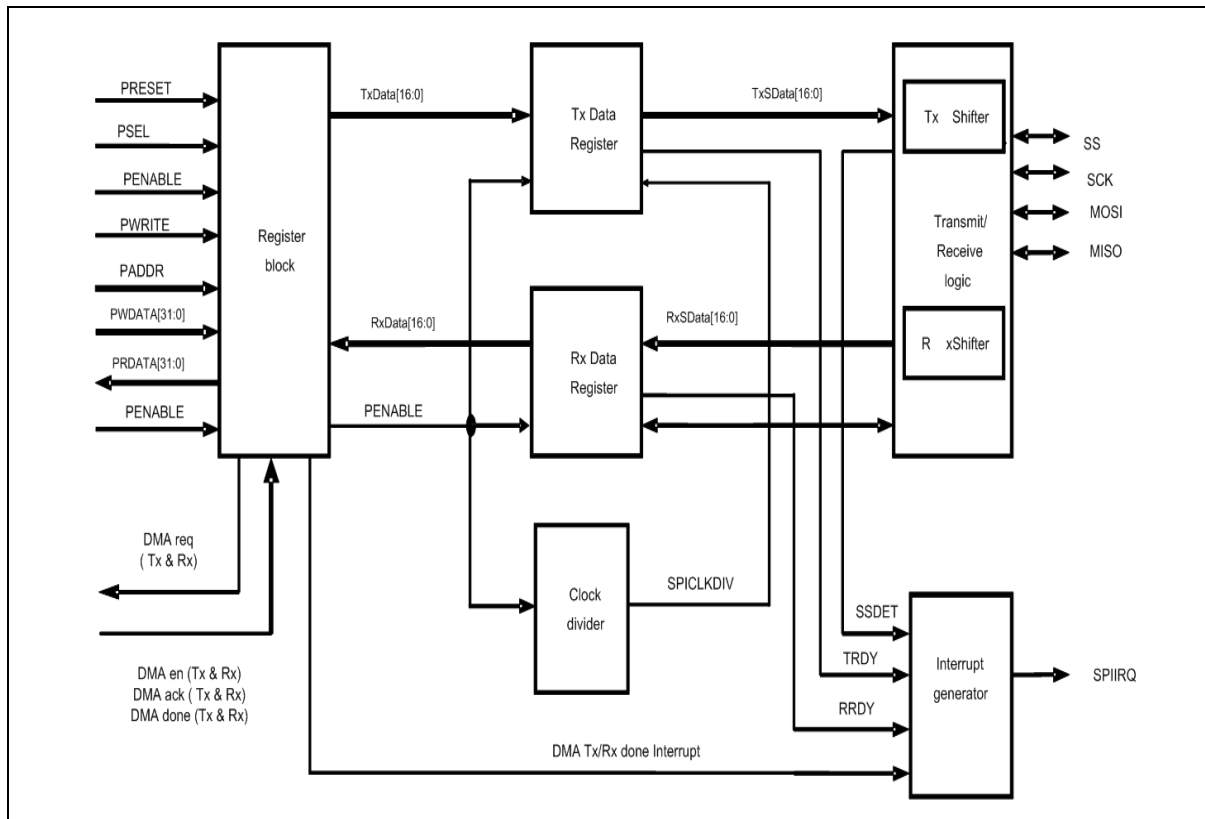 PRESET
PSEL
PENABLE
PWRITE
PADDR
PWDATA[31:0]
PRDATA[31:0]
PENABLE
Register
block
TxData[16:0]
RxData[16:0]
PENABLE
Tx Data
Register
Rx Data
Register
Clock
divider
SPICLKDIV
TxSData[16:0]
RxSData[16:0]
Tx Shifter
Transmit/
Receive
logic
R xShifter
SS
SCK
MOSI
MISO
DMA req
( Tx & Rx)
DMA en (Tx & Rx)
DMA ack ( Tx & Rx)
DMA done (Tx & Rx)
DMA Tx/Rx done Interrupt
SSDET
TRDY
RRDY
Interrupt
generator
SPIIRQ